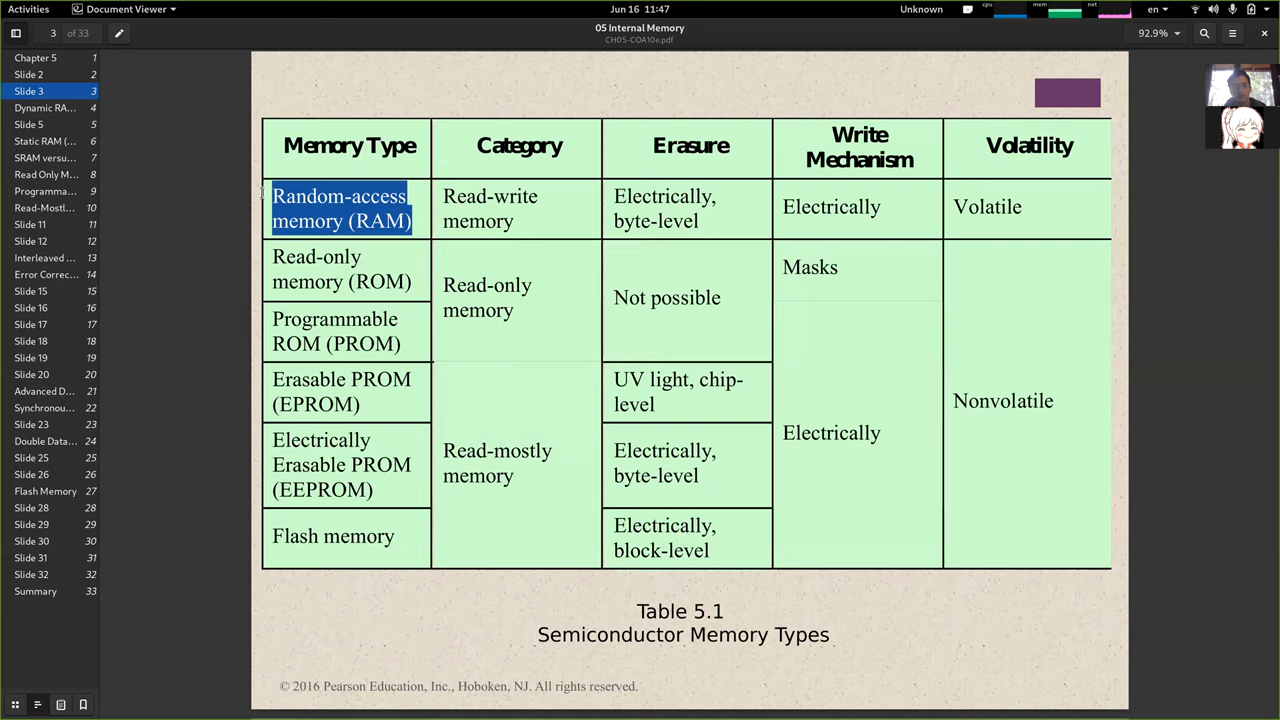 Activities
Document Viewer
Jun 16 11:47
Unknown
cpu
mem
net
en
3 of 33
05 Internal Memory
CH05-COA10e.pdf
92.9%
Chapter 5 1
Slide 2 2
Slide 3 3
Dynamic RA... 4
Slide 5 5
Static RAM (... 6
SRAM versu... 7
Read Only M... 8
Programma... 9
Read-Mostl... 10
Slide 11 11
Slide 12 12
Interleaved ... 13
Error Correc... 14
Slide 15 15
Slide 16 16
Slide 17 17
Slide 18 18
Slide 19 19
Slide 20 20
Advanced D... 21
Synchronou... 22
Slide 23 23
Double Data... 24
Slide 25 25
Slide 26 26
Flash Memory 27
Slide 28 28
Slide 29 29
Slide 30 30
Slide 31 31
Slide 32 32
Summary 33
Memory Type
Category
Erasure
Write
Mechanism
Volatility
Random-access
memory (RAM)
Read-write
memory
Electrically,
byte-level
Electrically
Volatile
Read-only
memory (ROM)
Read-only
memory
Not possible
Masks
Nonvolatile
Programmable
ROM (PROM)
Erasable PROM
(EPROM)
Read-mostly
memory
UV light, chip-
level
Electrically
Electrically
Erasable PROM
(EEPROM)
Electrically,
byte-level
Flash memory
Electrically,
block-level
Table 5.1
Semiconductor Memory Types
© 2016 Pearson Education, Inc., Hoboken, NJ. All rights reserved.